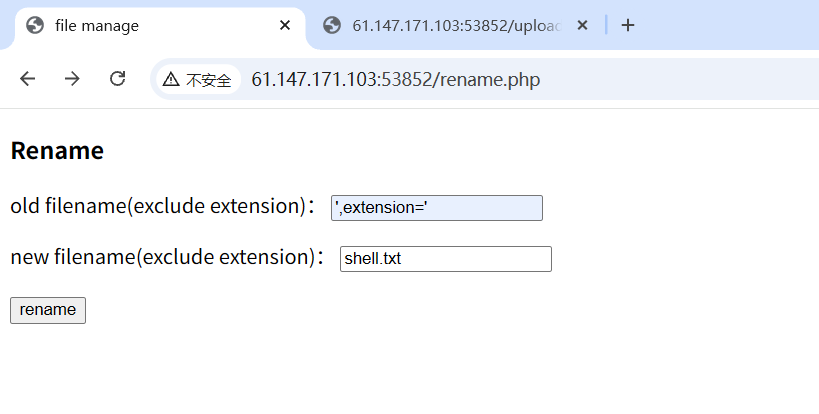 file manage
61.147.171.103:53852/uploa
不安全
61.147.171.103:53852/rename.php
Rename
old filename(exclude extension)： ',extension='
new filename(exclude extension)： shell.txt
rename